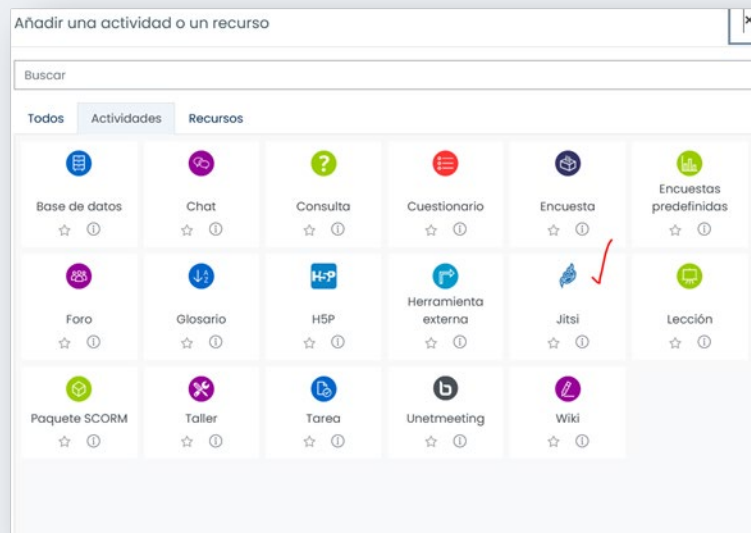 Añadir una actividad o un recurso
Buscar
Todos Actividades Recursos
Base de datos Chat Consulta Cuestionario Encuesta Encuestas
predefinidas
Foro Glosario H5P Herramienta
externa Jitsi Lección
Paquete SCORM Taller Tarea Unetmeeting Wiki